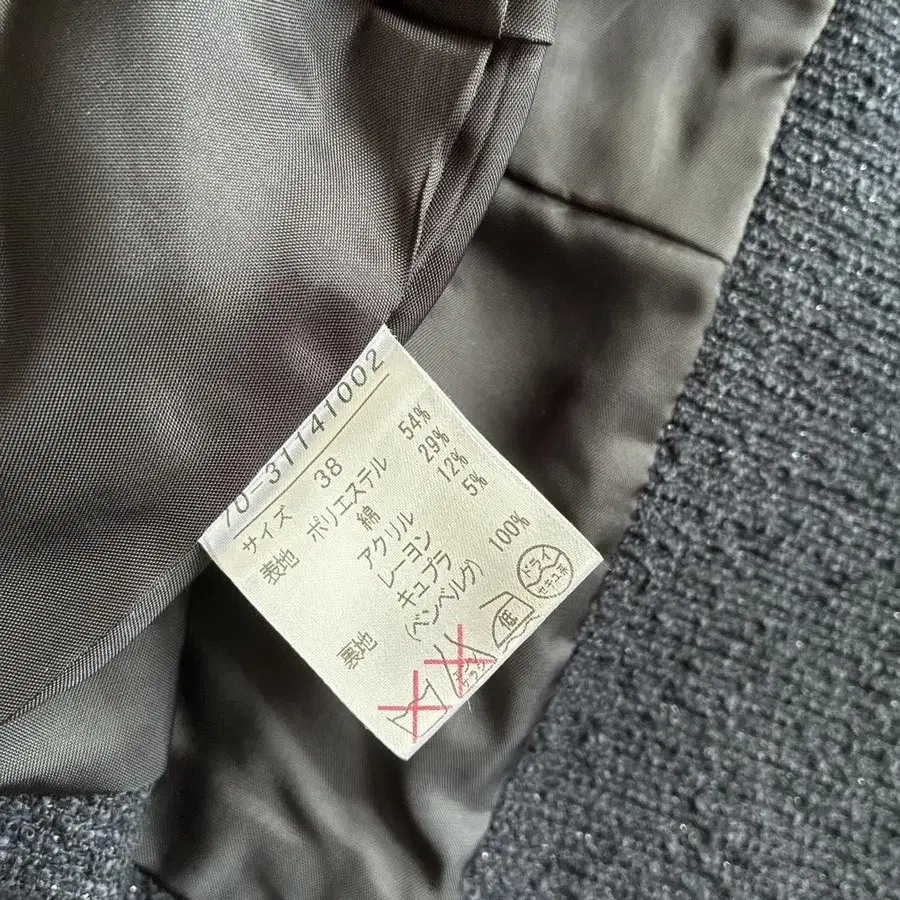 70-31141002
サイズ 38
表地 ポリエステル 54%
綿 29%
アクリル 12%
レーヨン 5%
裏地 キュプラ 100%
(ベンベルグ)
低
ドライ
セキユ系